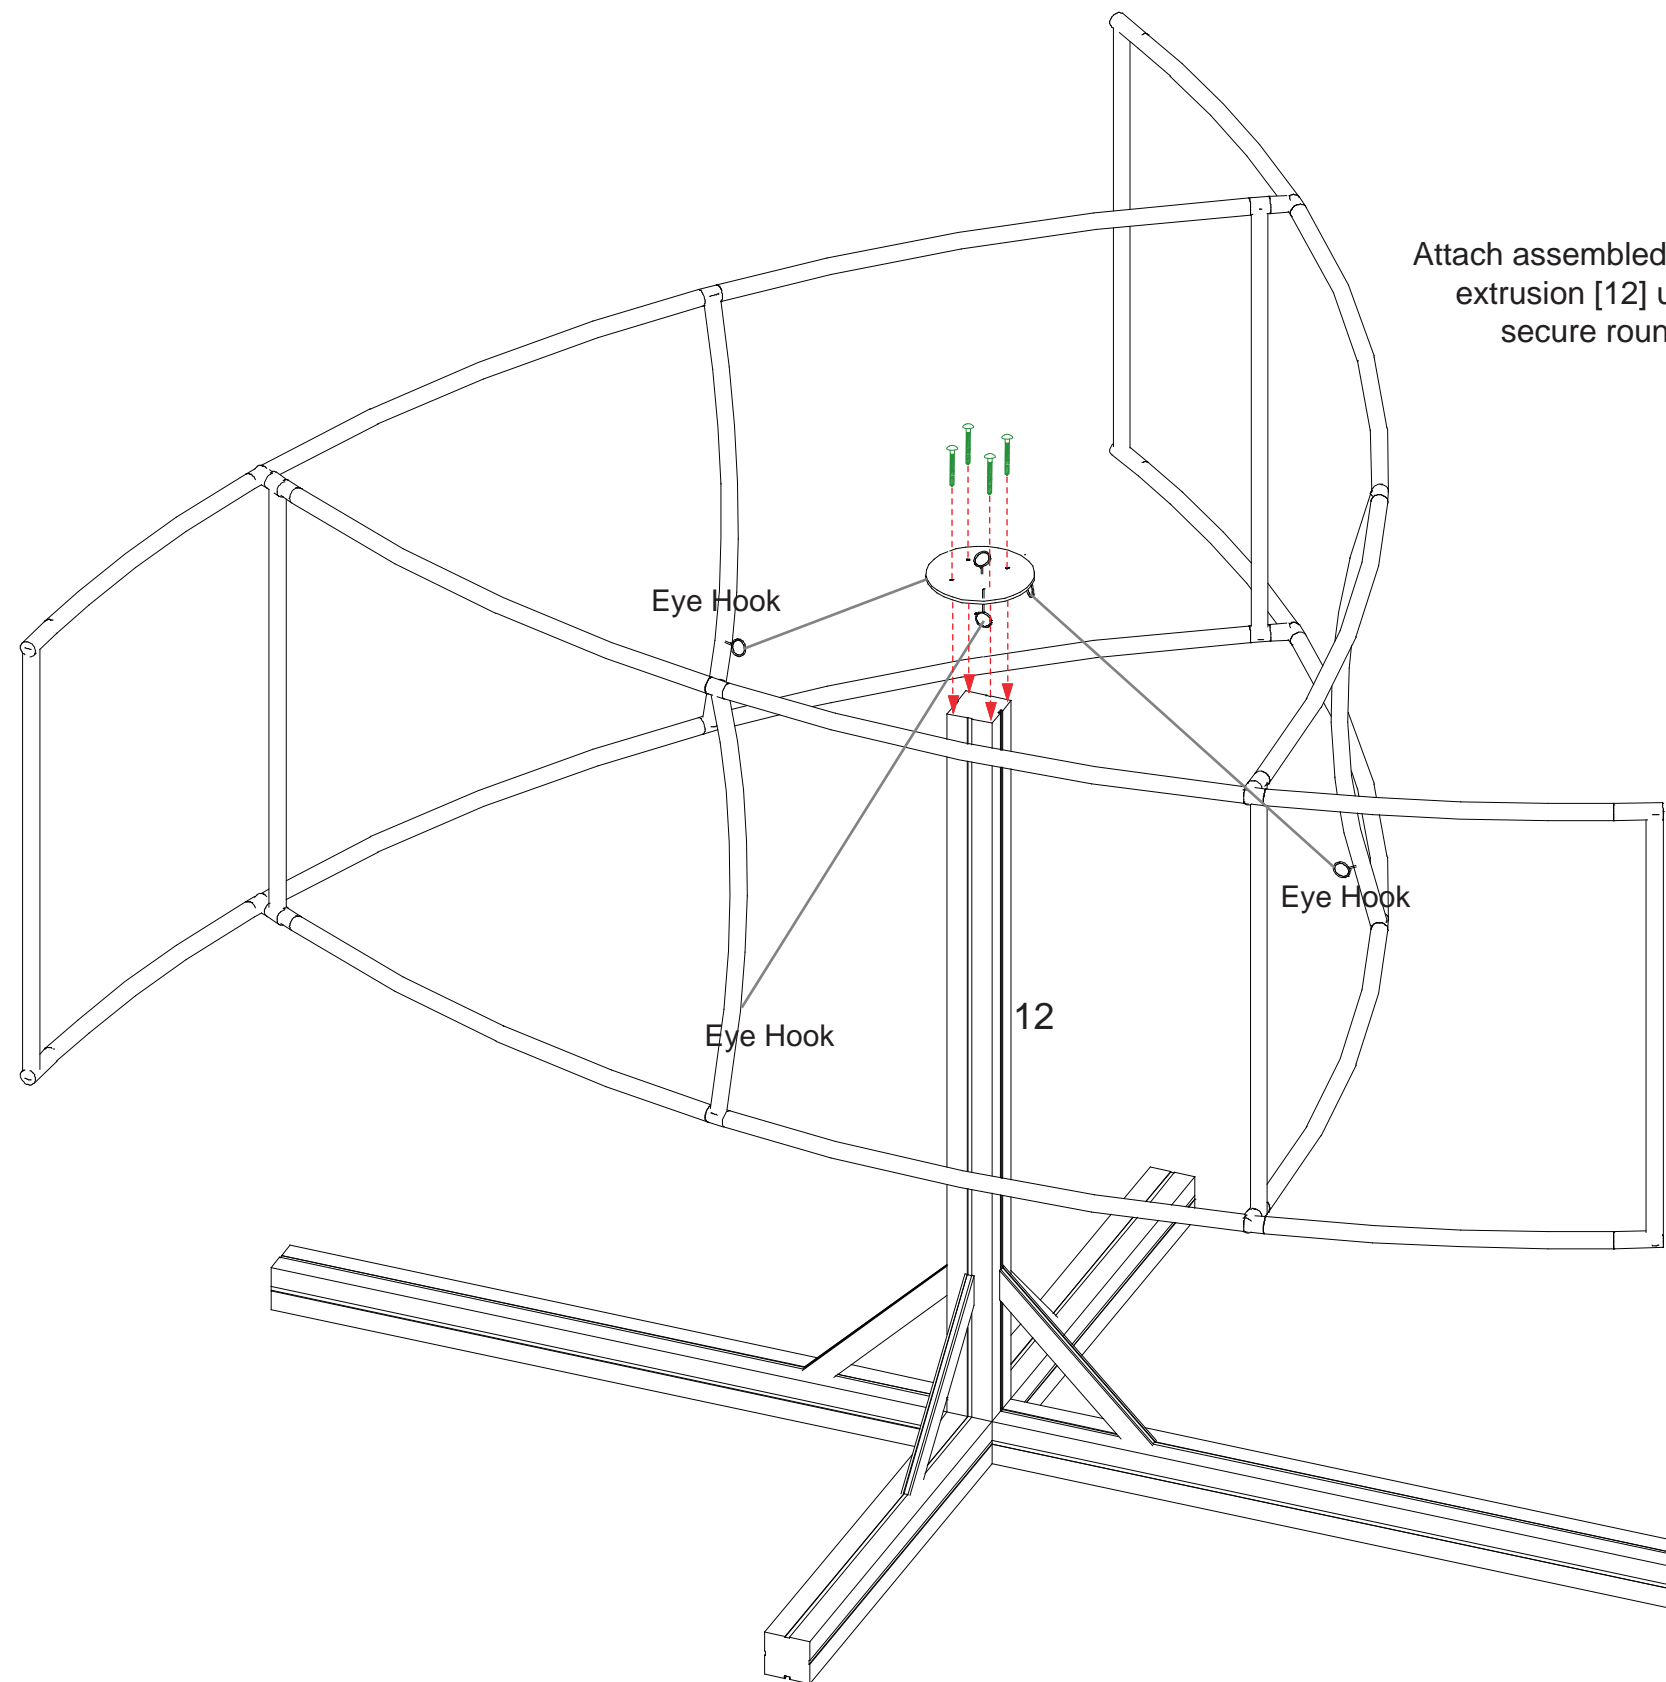 Attach assembled
extrusion [12]
secure
Eye Hook
Eye Hook
12
Eye Hook